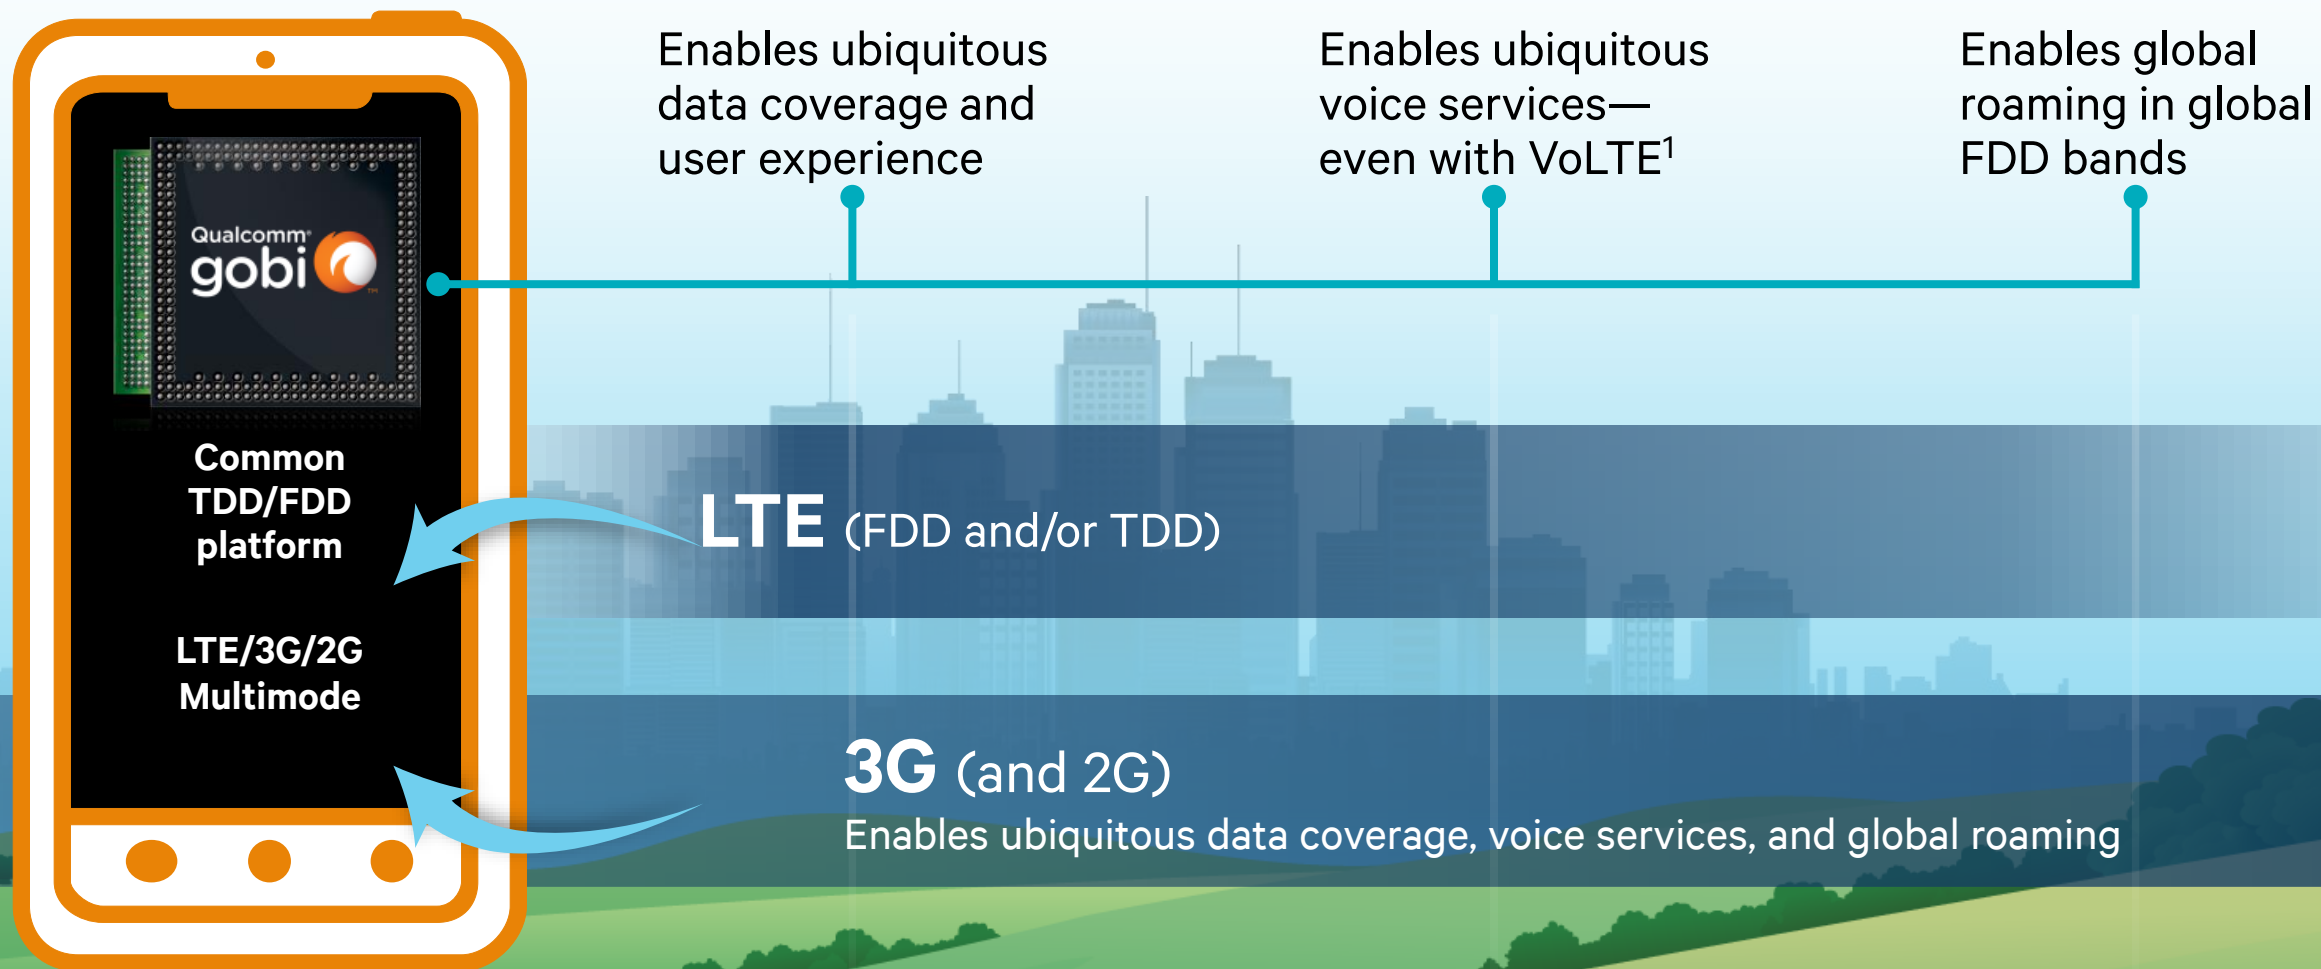 Enables ubiquitous
data coverage and
user experience
Enables ubiquitous
voice services—
even with VoLTE¹
Enables global
roaming in global
FDD bands
Qualcomm
gobi
TM
Common
TDD/FDD
platform
LTE/3G/2G
Multimode
LTE (FDD and/or TDD)
3G (and 2G)
Enables ubiquitous data coverage, voice services, and global roaming